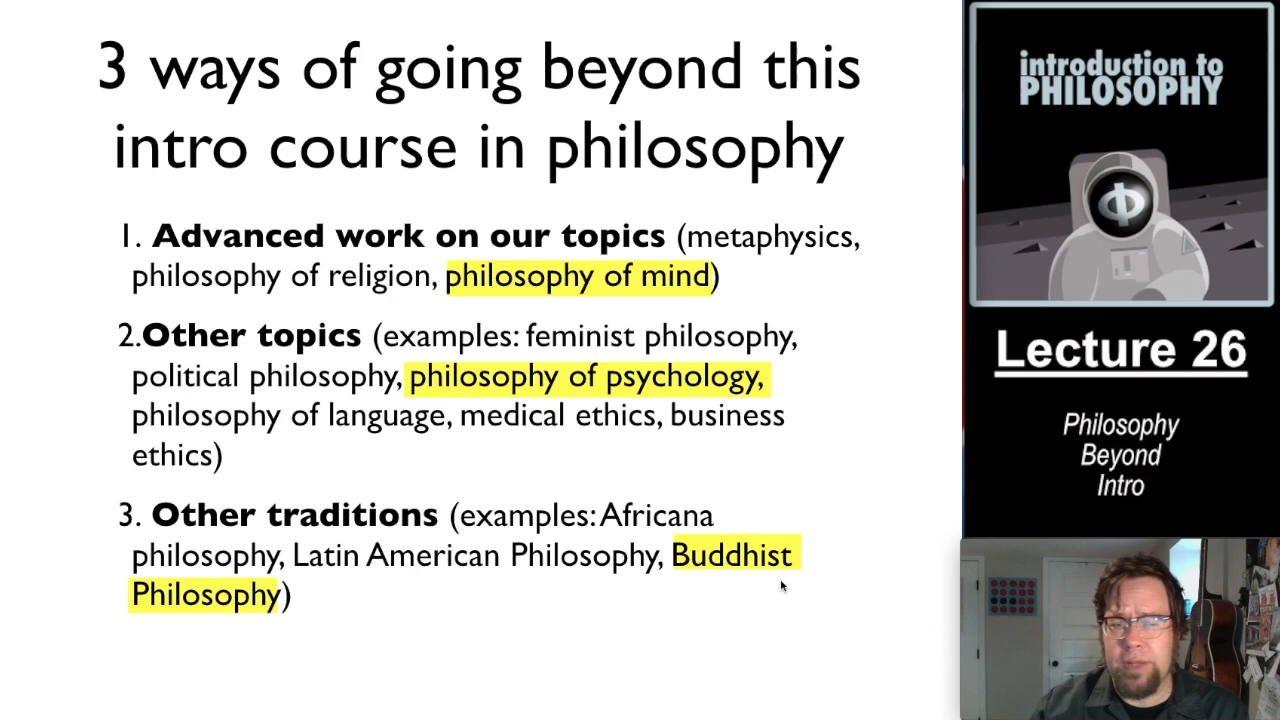 3 ways of going beyond this
intro course in philosophy
1. Advanced work on our topics (metaphysics,
philosophy of religion, philosophy of mind)
2.Other topics (examples: feminist philosophy,
political philosophy, philosophy of psychology,
philosophy of language, medical ethics, business
ethics)
3. Other traditions (examples: Africana
philosophy, Latin American Philosophy, Buddhist
Philosophy)
introduction to
PHILOSOPHY
Φ
Lecture 26
Philosophy
Beyond
Intro